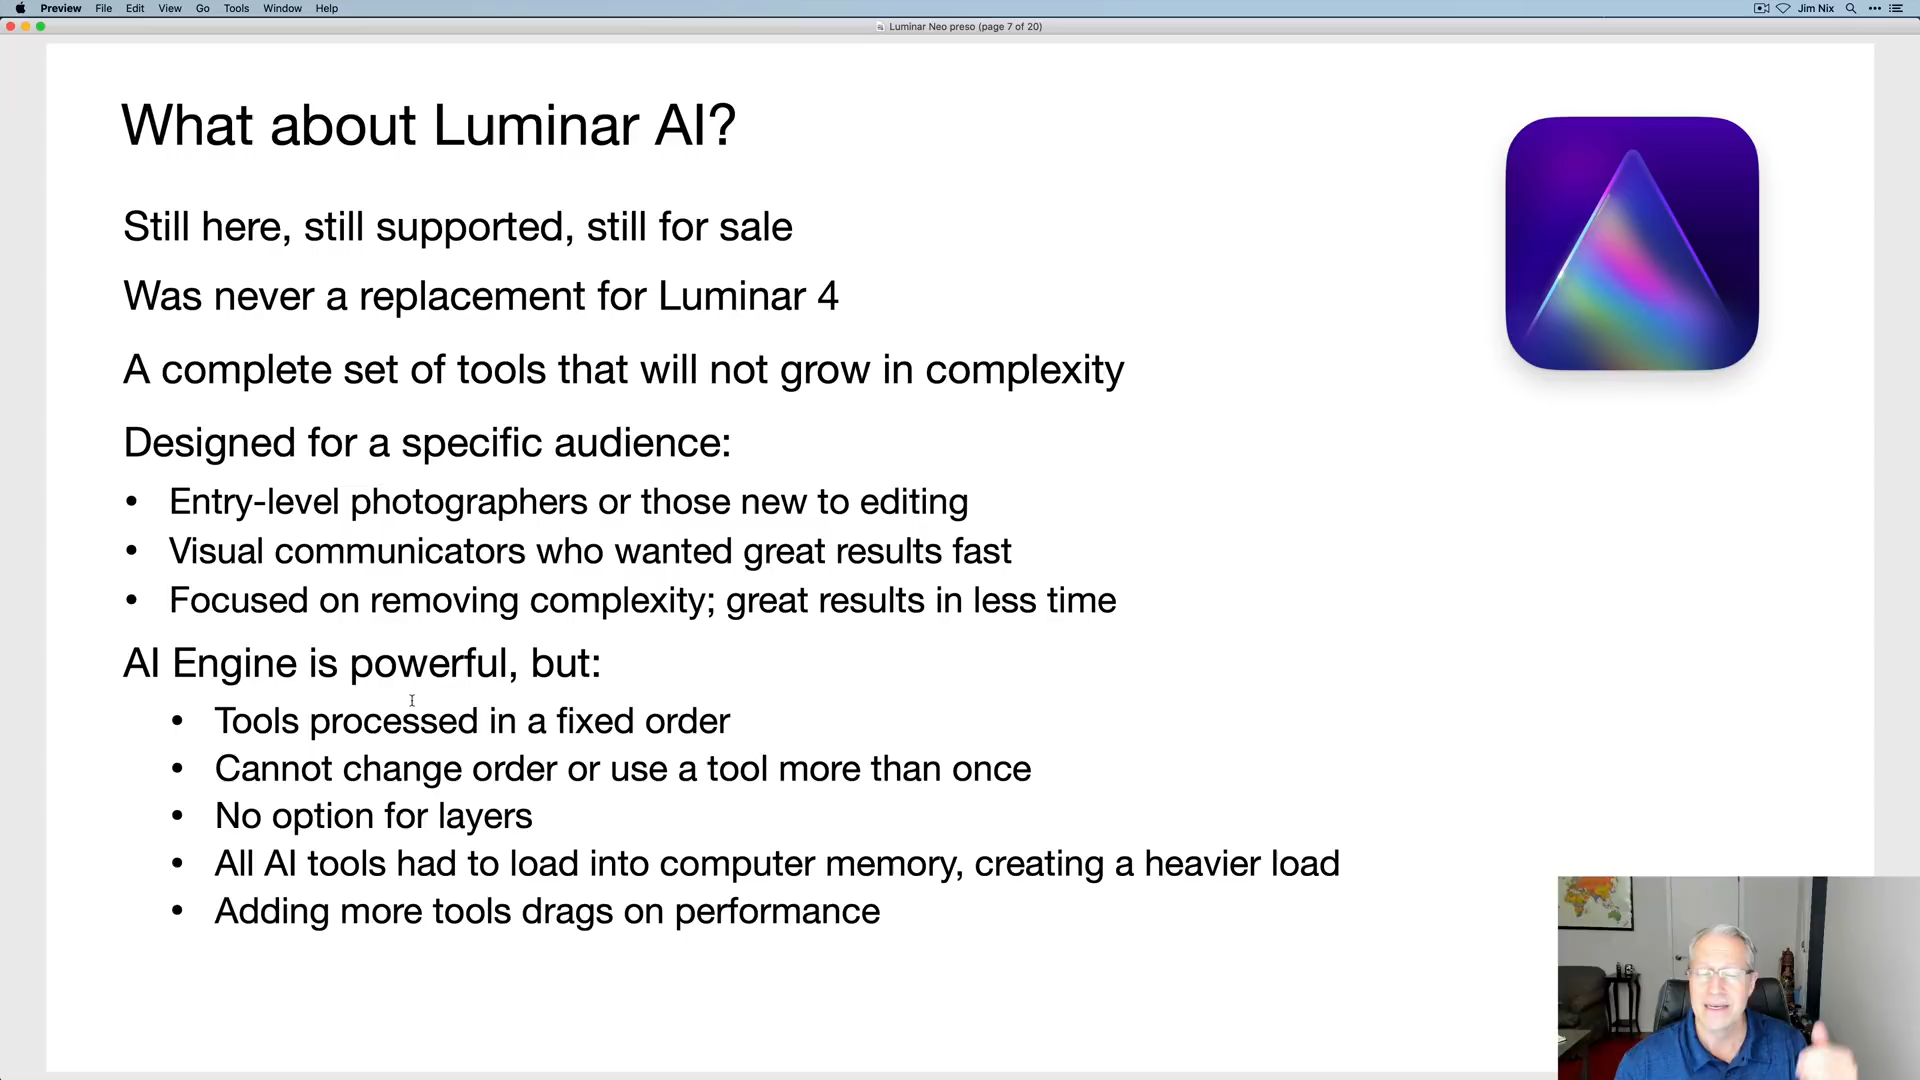 Preview File Edit View Go Tools Window Help Jim Nix
Luminar Neo preso (page 7 of 20)
What about Luminar AI?
Still here, still supported, still for sale
Was never a replacement for Luminar 4
A complete set of tools that will not grow in complexity
Designed for a specific audience:
• Entry-level photographers or those new to editing
• Visual communicators who wanted great results fast
• Focused on removing complexity; great results in less time
AI Engine is powerful, but:
• Tools processed in a fixed order
• Cannot change order or use a tool more than once
• No option for layers
• All AI tools had to load into computer memory, creating a heavier load
• Adding more tools drags on performance